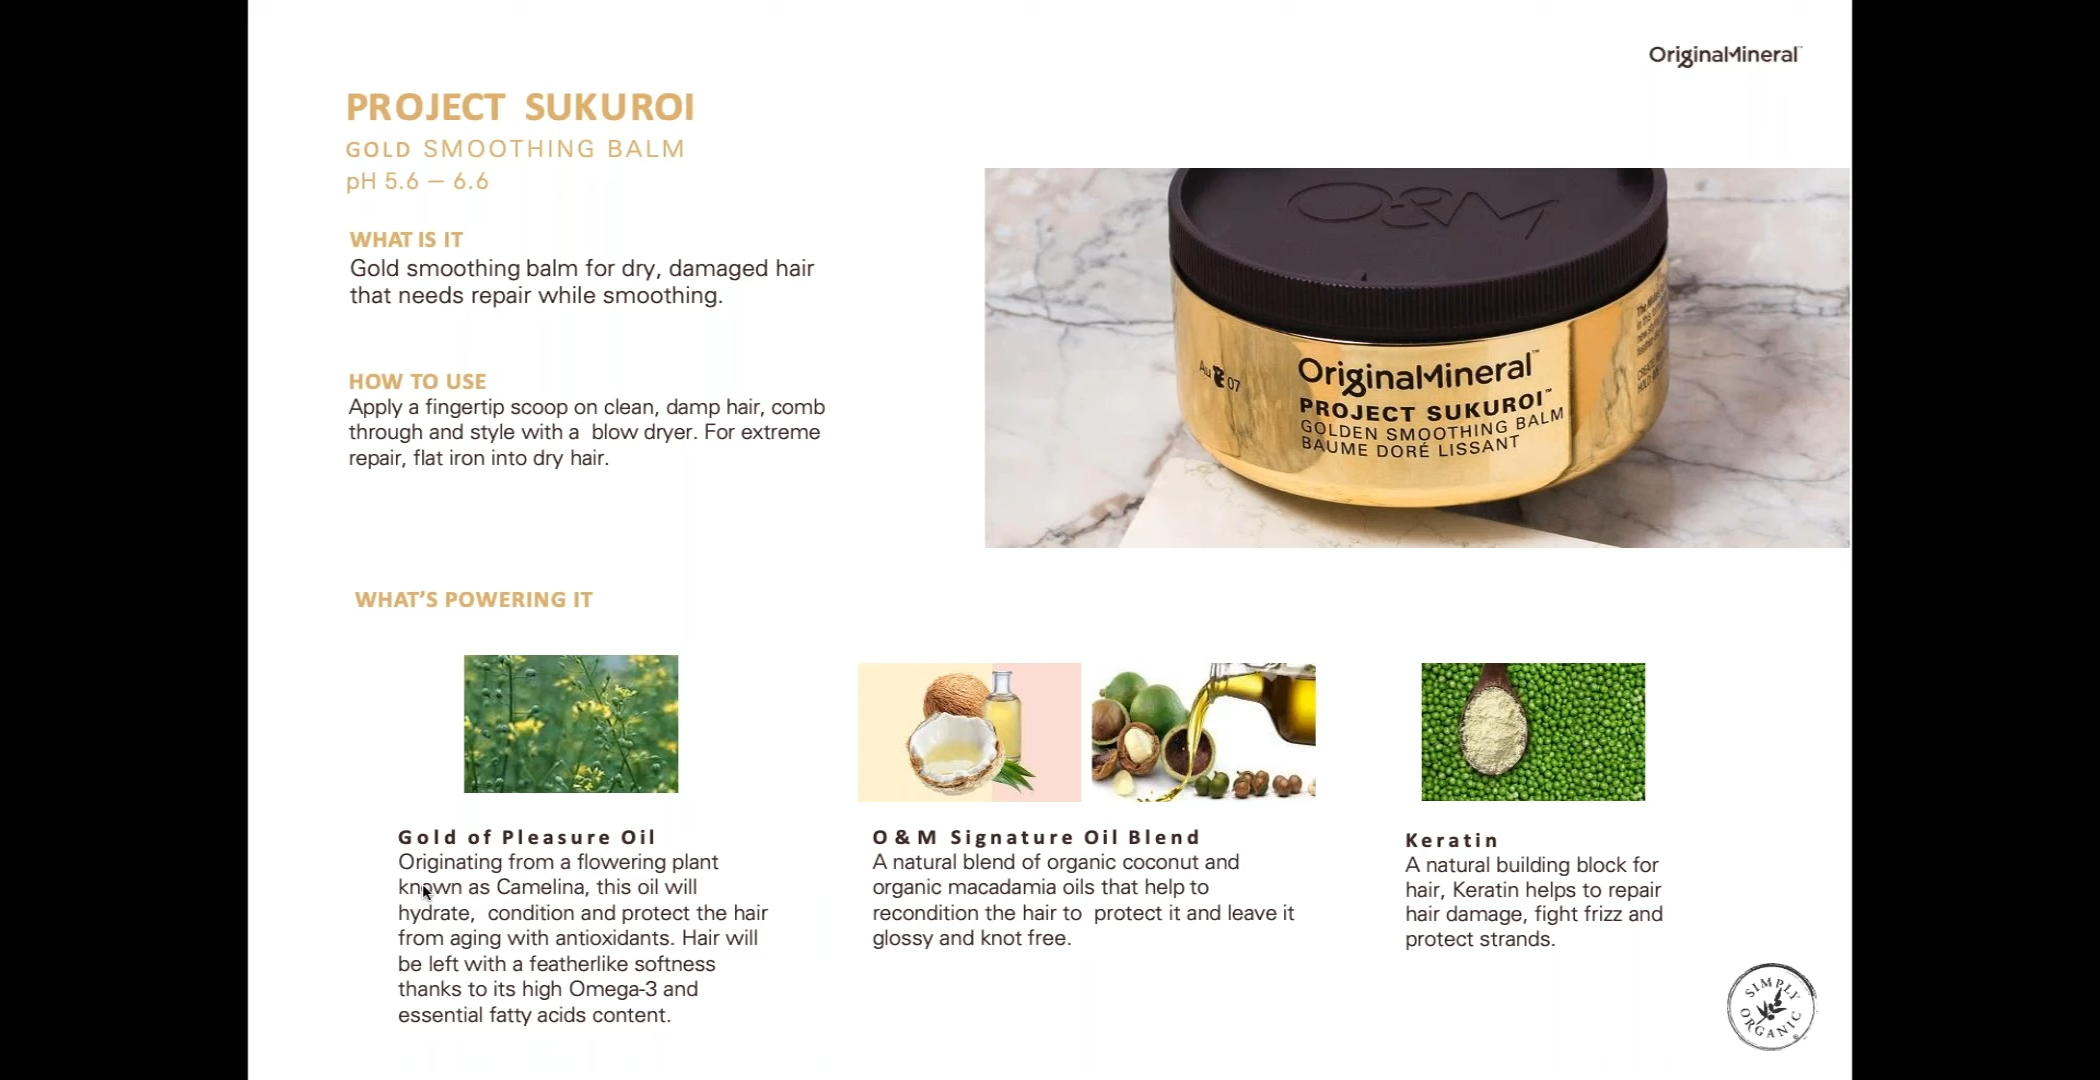 OriginalMineral™
PROJECT SUKUROI
GOLD SMOOTHING BALM
pH 5.6 – 6.6
WHAT IS IT
Gold smoothing balm for dry, damaged hair
that needs repair while smoothing.
HOW TO USE
Apply a fingertip scoop on clean, damp hair, comb
through and style with a blow dryer. For extreme
repair, flat iron into dry hair.
O&M
Au 07
OriginalMineral™
PROJECT SUKUROI™
GOLDEN SMOOTHING BALM
BAUME DORÉ LISSANT
WHAT'S POWERING IT
Gold of Pleasure Oil
Originating from a flowering plant
known as Camelina, this oil will
hydrate, condition and protect the hair
from aging with antioxidants. Hair will
be left with a featherlike softness
thanks to its high Omega-3 and
essential fatty acids content.
O&M Signature Oil Blend
A natural blend of organic coconut and
organic macadamia oils that help to
recondition the hair to protect it and leave it
glossy and knot free.
Keratin
A natural building block for
hair, Keratin helps to repair
hair damage, fight frizz and
protect strands.
SIMPLY
ORGANIC